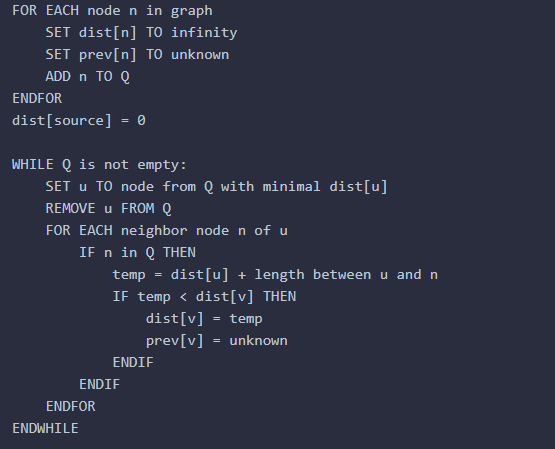 FOR EACH node n in graph
    SET dist[n] TO infinity
    SET prev[n] TO unknown
    ADD n TO Q
ENDFOR
dist[source] = 0

WHILE Q is not empty:
    SET u TO node from Q with minimal dist[u]
    REMOVE u FROM Q
    FOR EACH neighbor node n of u
        IF n in Q THEN
            temp = dist[u] + length between u and n
            IF temp < dist[v] THEN
                dist[v] = temp
                prev[v] = unknown
            ENDIF
        ENDIF
    ENDFOR
ENDWHILE